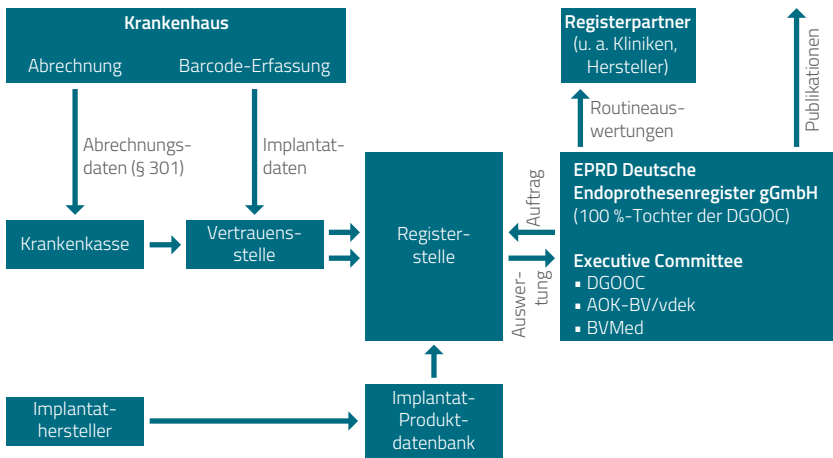 Krankenhaus
Abrechnung
Barcode-Erfassung
Registerpartner
(u. a. Kliniken,
Hersteller)
Publikationen
Abrechnungs-
daten (§ 301)
Implantat-
daten
Routineaus-
wertungen
Krankenkasse
Vertrauens-
stelle
Register-
stelle
Auftrag
Auswer-
tung
EPRD Deutsche
Endoprothesenregister gGmbH
(100 %-Tochter der DGOOC)
Executive Committee
▪ DGOOC
▪ AOK-BV/vdek
▪ BVMed
Implantat-
hersteller
Implantat-
Produkt-
datenbank